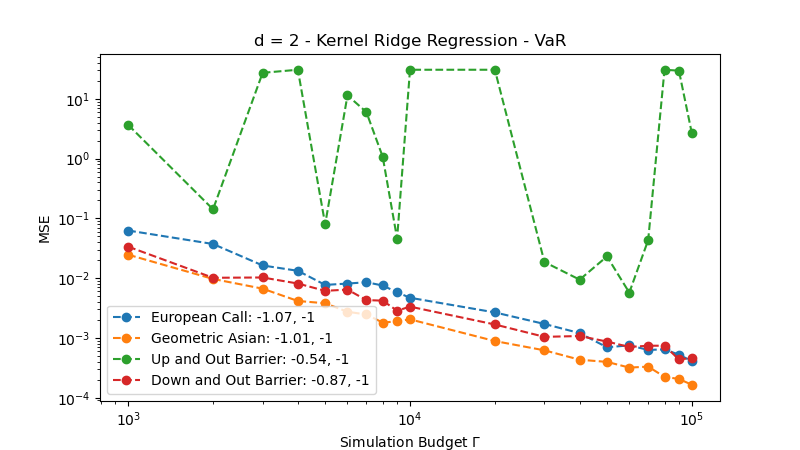 d = 2 - Kernel Ridge Regression - VaR
MSE
10¹
10⁰
10⁻¹
10⁻²
10⁻³
10⁻⁴
European Call: -1.07, -1
Geometric Asian: -1.01, -1
Up and Out Barrier: -0.54, -1
Down and Out Barrier: -0.87, -1
10³ 10⁴ 10⁵
Simulation Budget Γ